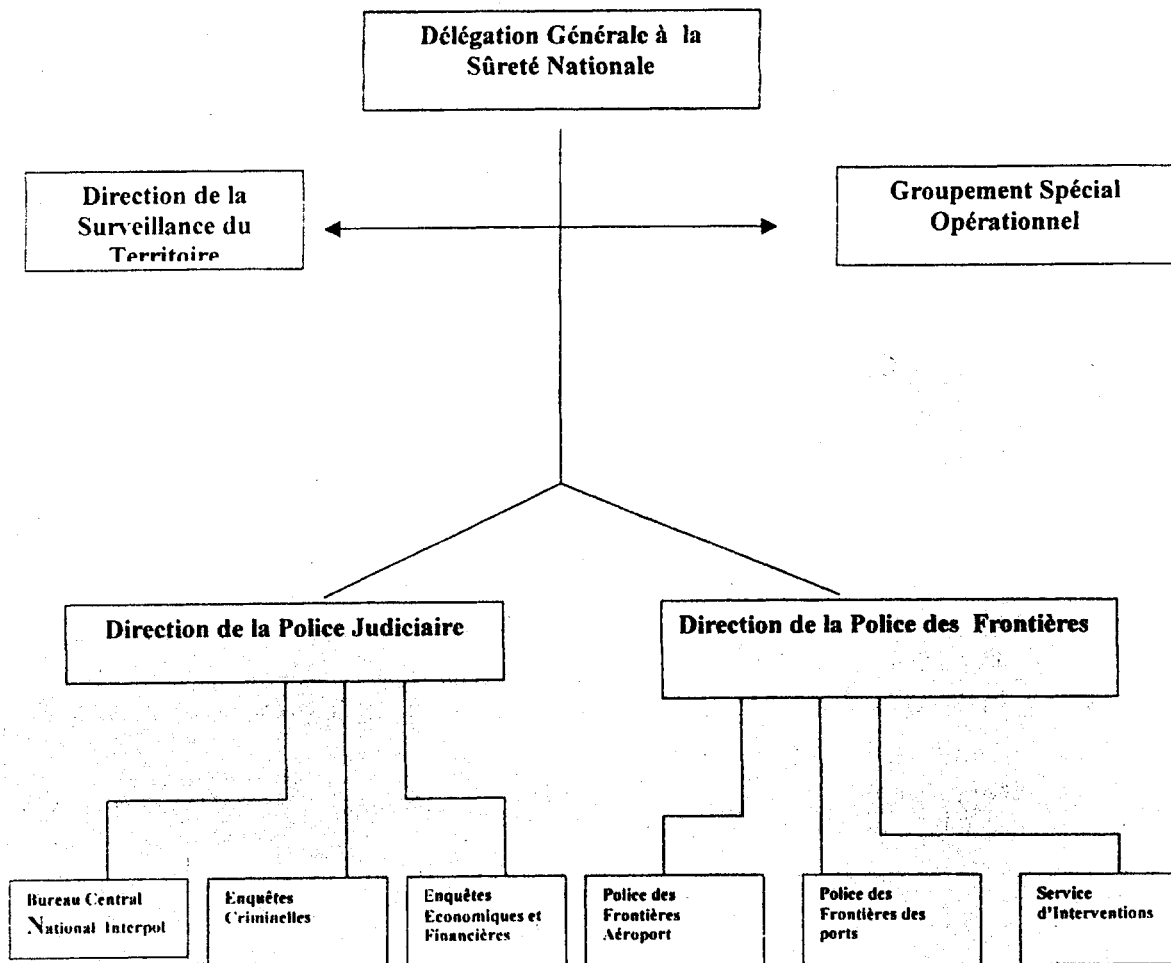 Délégation Générale à la
Sûreté Nationale
Direction de la
Surveillance du
Territoire
Groupement Spécial
Opérationnel
Direction de la Police Judiciaire
Direction de la Police des Frontières
Bureau Central
National Interpol
Enquêtes
Criminelles
Enquêtes
Economiques et
Financières
Police des
Frontières
Aéroport
Police des
Frontières des
ports
Service
d'Interventions